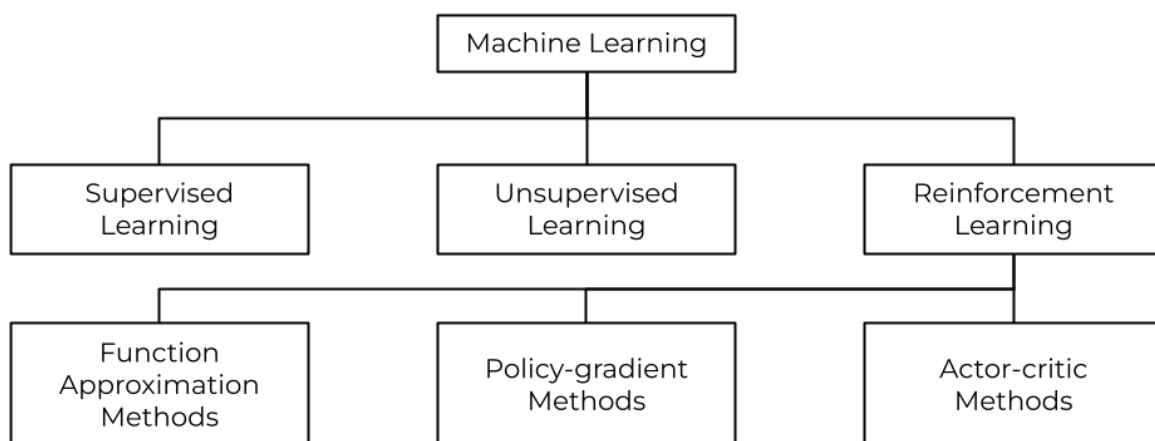 Machine Learning
Supervised
Learning
Unsupervised
Learning
Reinforcement
Learning
Function
Approximation
Methods
Policy-gradient
Methods
Actor-critic
Methods